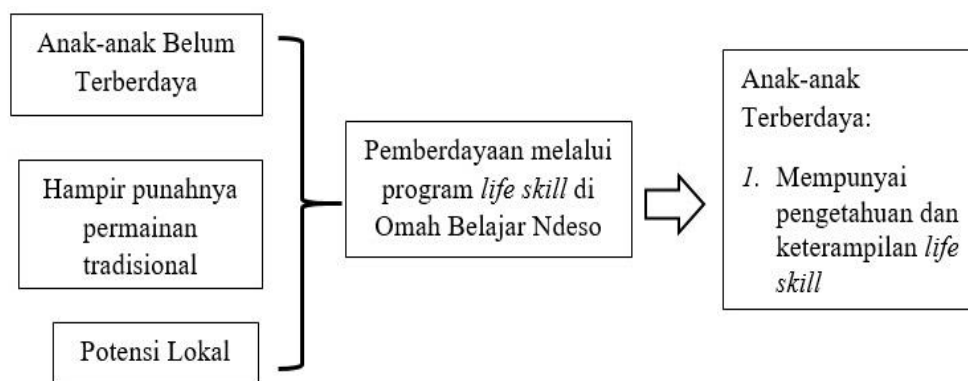 Anak-anak Belum
Terberdaya
Hampir punahnya
permainan
tradisional
Potensi Lokal
Pemberdayaan melalui
program life skill di
Omah Belajar Ndeso
Anak-anak
Terberdaya:
1. Mempunyai
pengetahuan dan
keterampilan life
skill